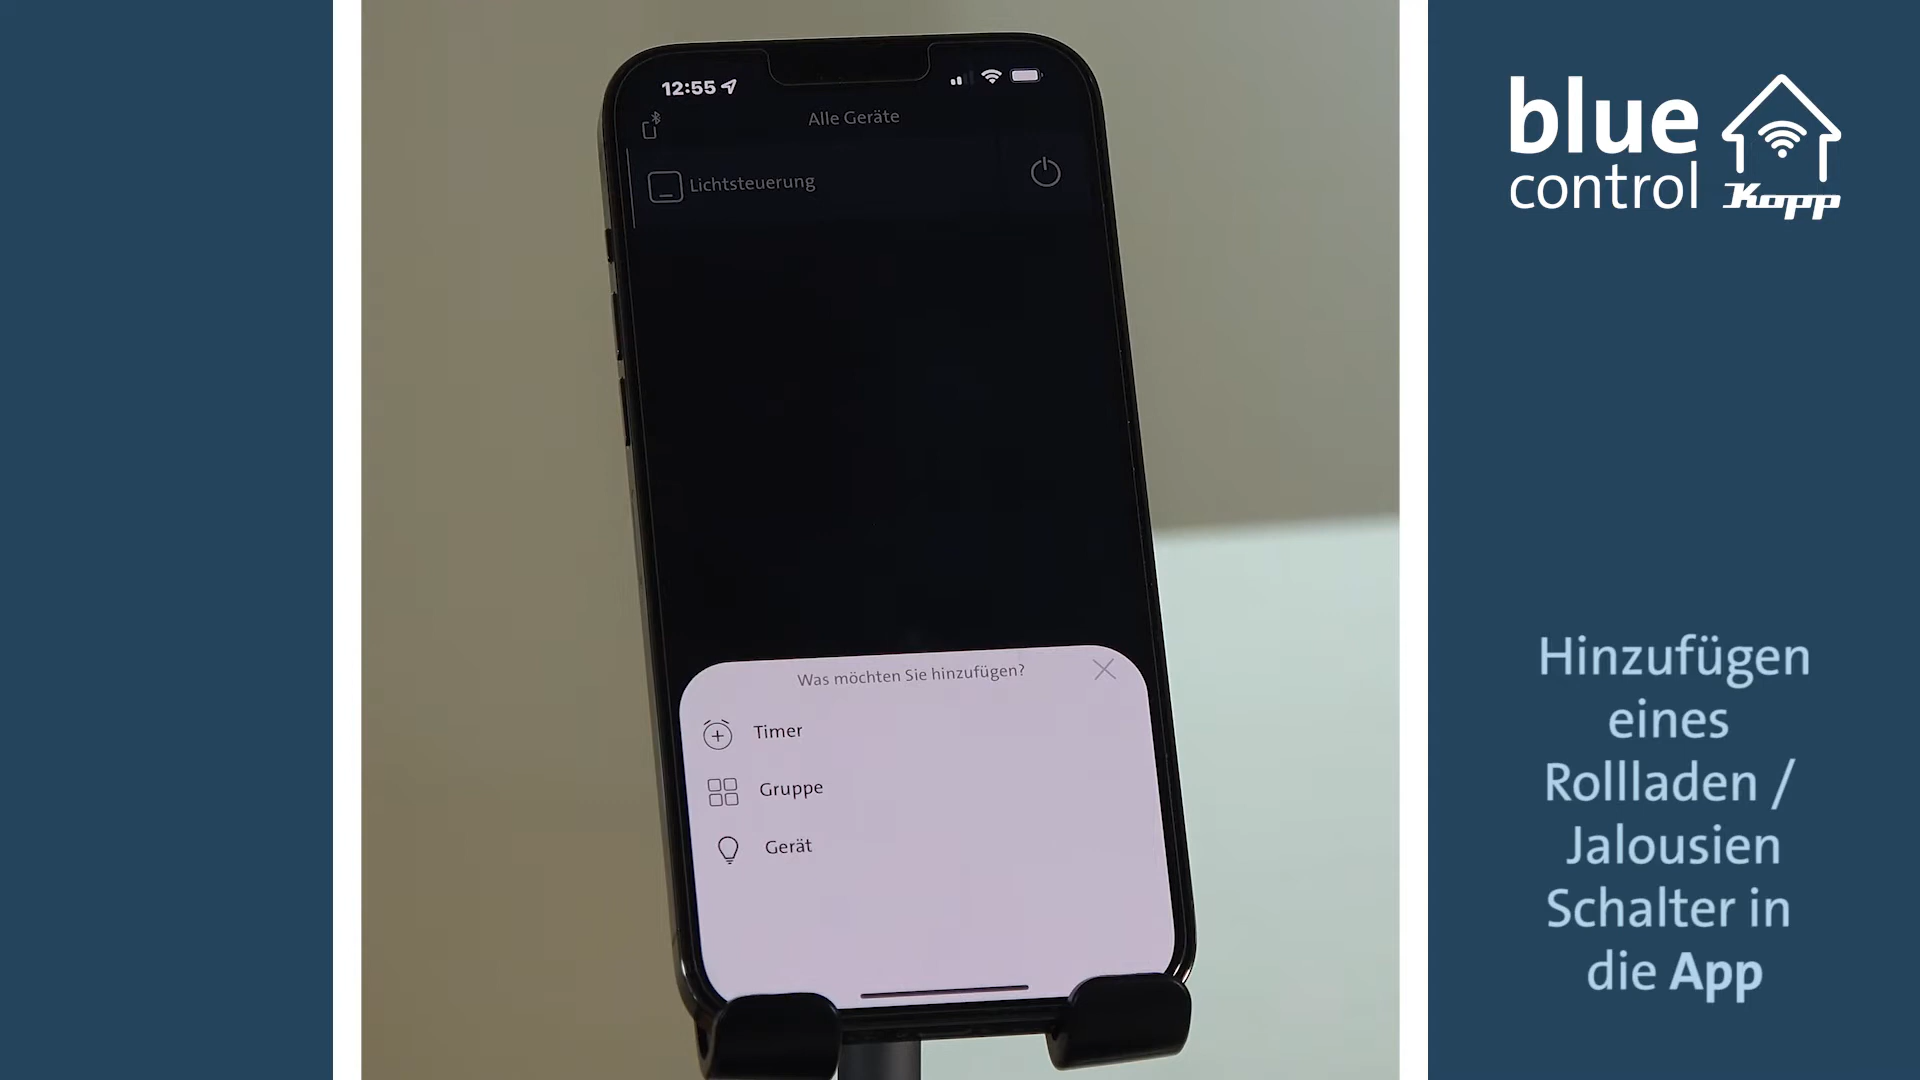 12:55
Alle Geräte
Lichtsteuerung
Was möchten Sie hinzufügen?
Timer
Gruppe
Gerät
blue
control
Kopp
Hinzufügen
eines
Rollladen /
Jalousien
Schalter in
die App